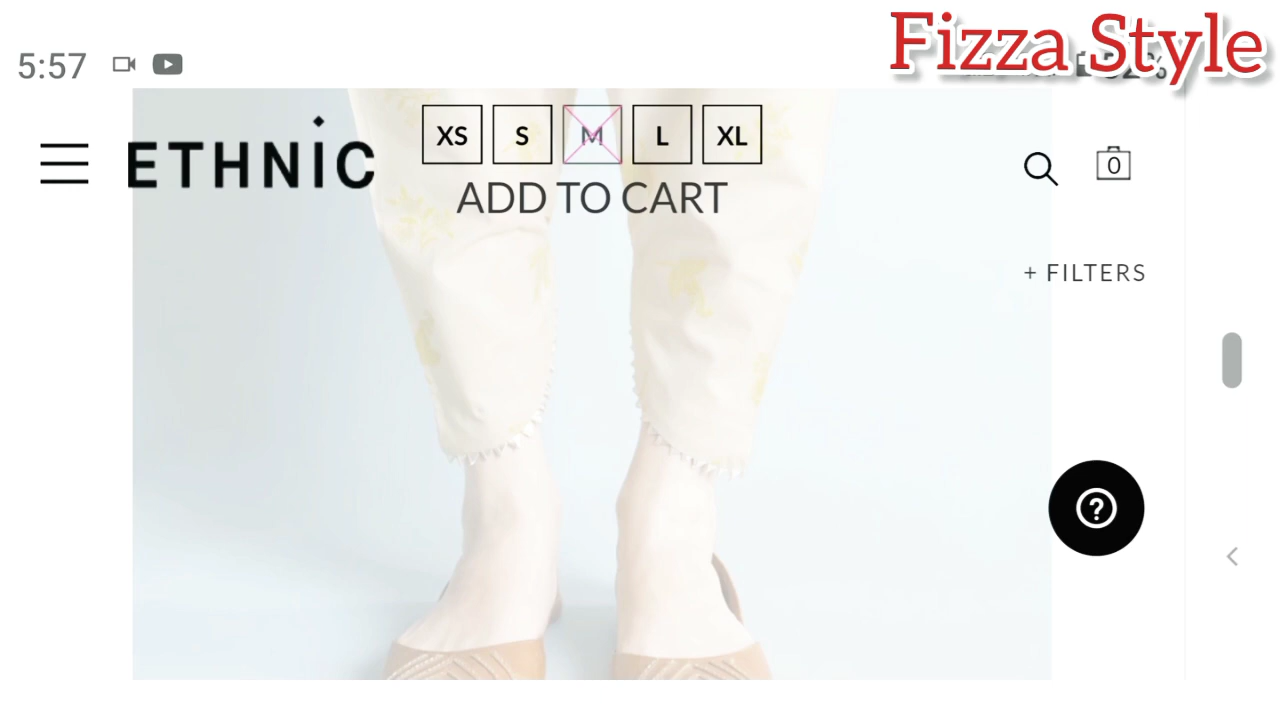 Fizza Style
5:57
XS S M L XL
ETHNIC
ADD TO CART
0
+ FILTERS
?